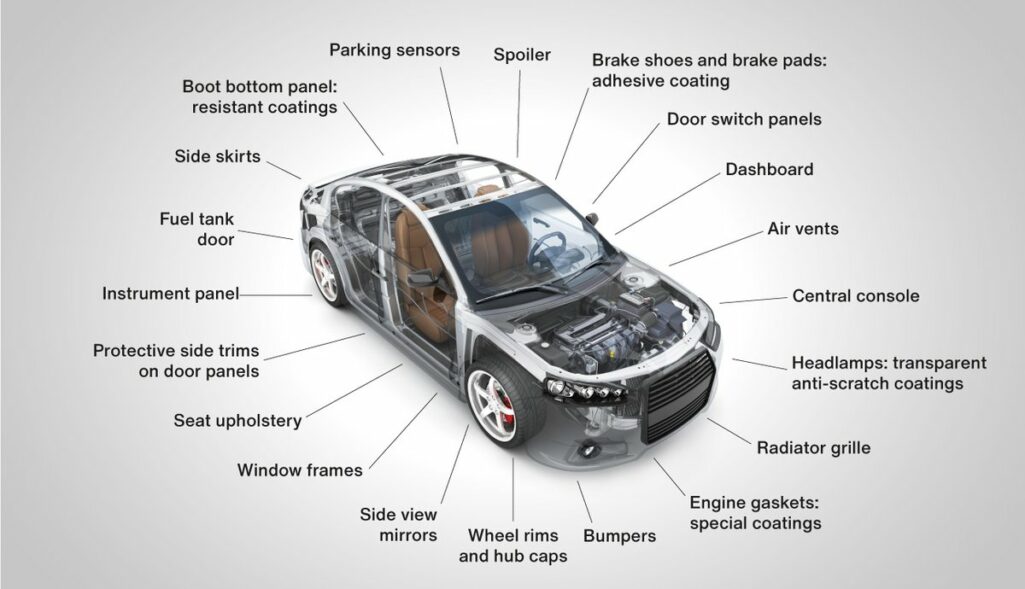 Parking sensors
Spoiler
Brake shoes and brake pads:
adhesive coating
Boot bottom panel:
resistant coatings
Door switch panels
Side skirts
Dashboard
Fuel tank
door
Air vents
Instrument panel
Central console
Protective side trims
on door panels
Headlamps: transparent
anti-scratch coatings
Seat upholstery
Radiator grille
Window frames
Engine gaskets:
special coatings
Side view
mirrors
Wheel rims
and hub caps
Bumpers